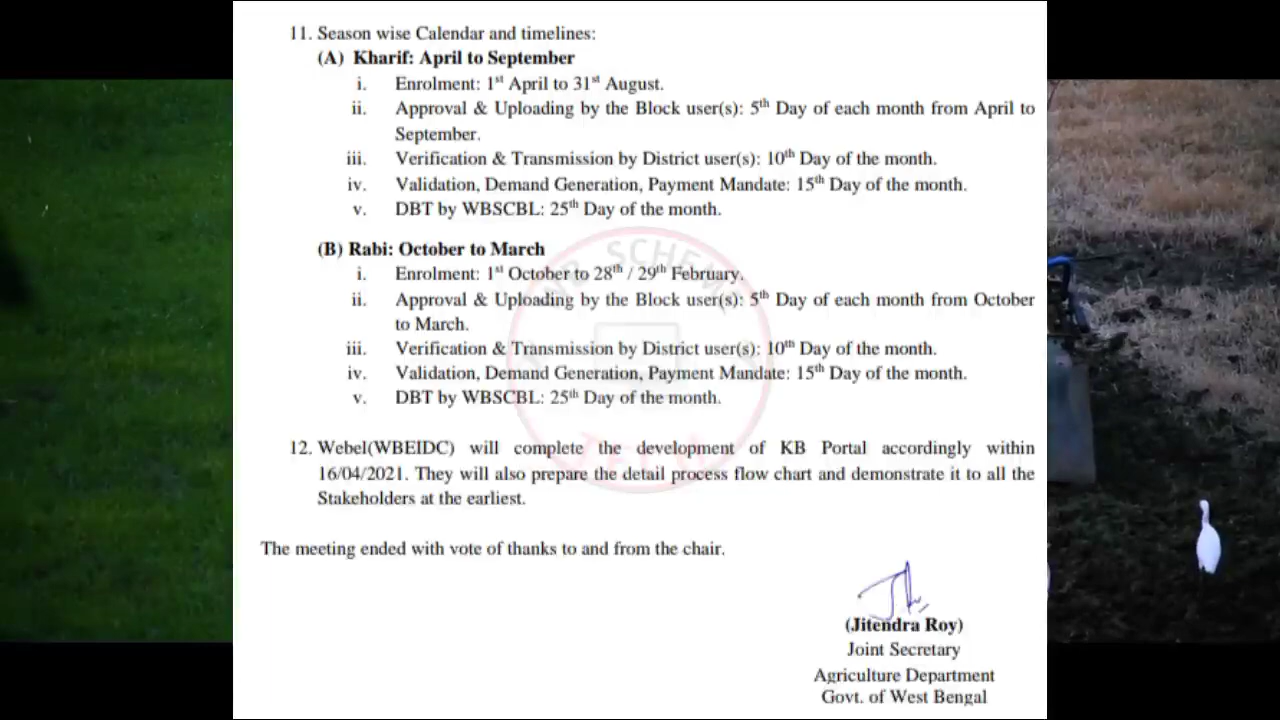 11. Season wise Calendar and timelines:
(A) Kharif: April to September
i. Enrolment: 1st April to 31st August.
ii. Approval & Uploading by the Block user(s): 5th Day of each month from April to
September.
iii. Verification & Transmission by District user(s): 10th Day of the month.
iv. Validation, Demand Generation, Payment Mandate: 15th Day of the month.
v. DBT by WBSCBL: 25th Day of the month.
(B) Rabi: October to March
i. Enrolment: 1st October to 28th / 29th February.
ii. Approval & Uploading by the Block user(s): 5th Day of each month from October
to March.
iii. Verification & Transmission by District user(s): 10th Day of the month.
iv. Validation, Demand Generation, Payment Mandate: 15th Day of the month.
v. DBT by WBSCBL: 25th Day of the month.
WB SCHEME
TECH
12. Webel(WBEIDC) will complete the development of KB Portal accordingly within
16/04/2021. They will also prepare the detail process flow chart and demonstrate it to all the
Stakeholders at the earliest.
The meeting ended with vote of thanks to and from the chair.
(Jitendra Roy)
Joint Secretary
Agriculture Department
Govt. of West Bengal